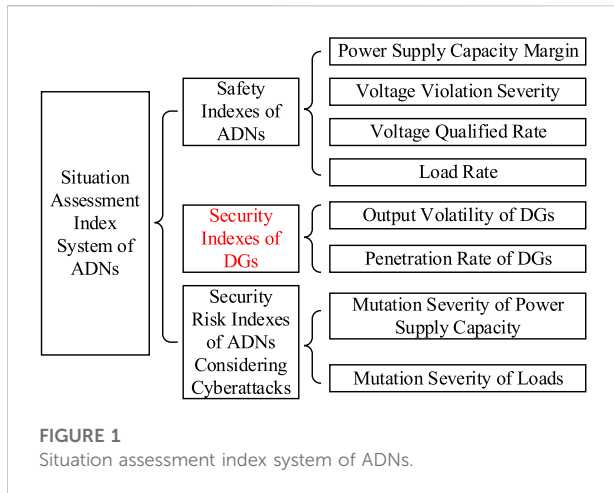 Situation
Assessment
Index
System of
ADNs
Safety
Indexes of
ADNs
Power Supply Capacity Margin
Voltage Violation Severity
Voltage Qualified Rate
Load Rate
Security
Indexes of
DGs
Output Volatility of DGs
Penetration Rate of DGs
Security
Risk Indexes
of ADNs
Considering
Cyberattacks
Mutation Severity of Power
Supply Capacity
Mutation Severity of Loads
FIGURE 1
Situation assessment index system of ADNs.